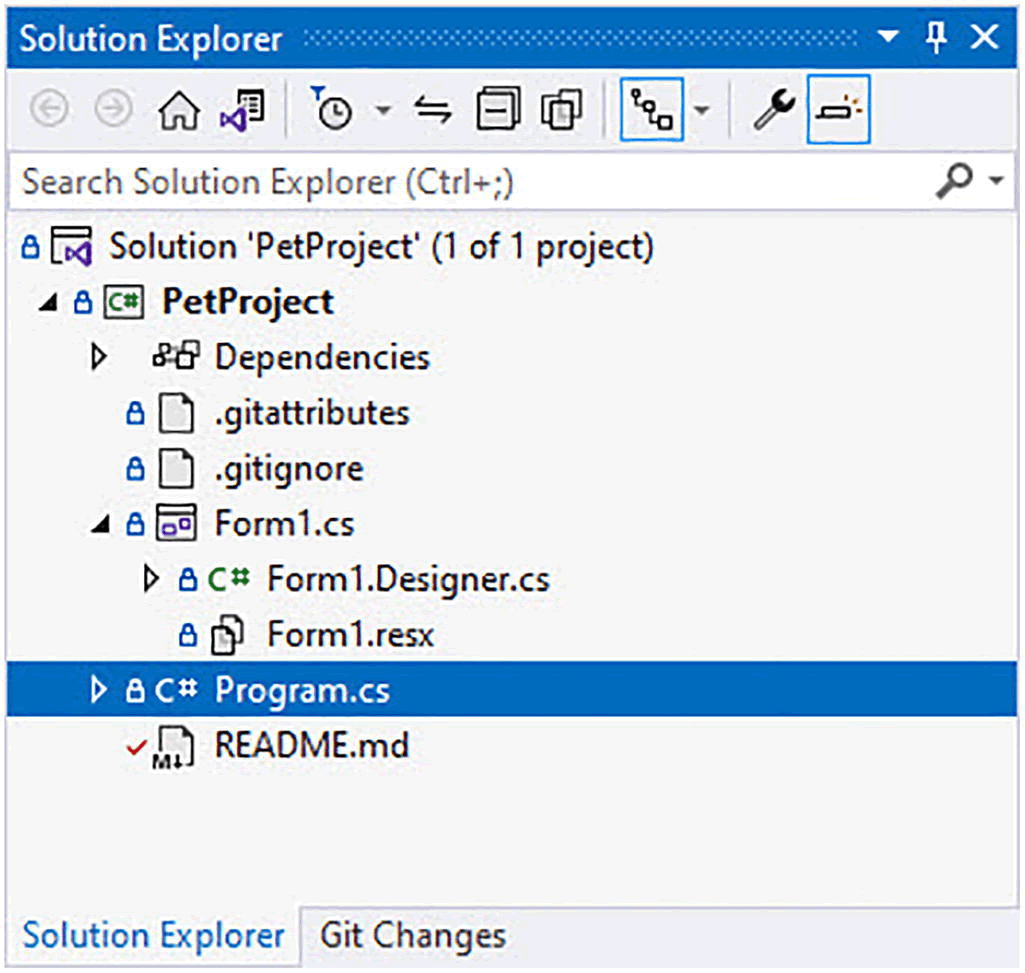 Solution Explorer
Search Solution Explorer (Ctrl+;)
Solution 'PetProject' (1 of 1 project)
C# PetProject
Dependencies
.gitattributes
.gitignore
Form1.cs
C# Form1.Designer.cs
Form1.resx
C# Program.cs
M↓ README.md
Solution Explorer Git Changes